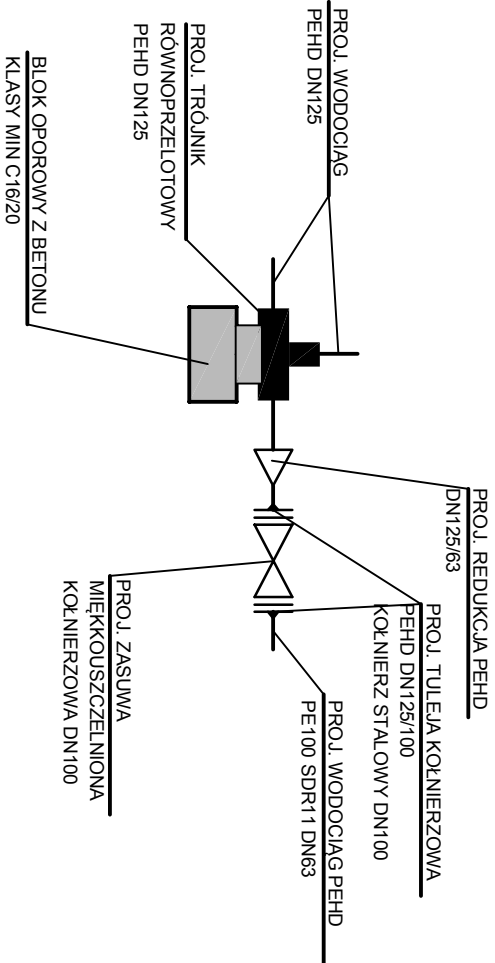 PROJ. WODOCIĄG
PEHD DN125
PROJ. TRÓJNIK
RÓWNOPRZELOTOWY
PEHD DN125
BLOK OPOROWY Z BETONU
KLASY MIN C16/20
PROJ. REDUKCJA PEHD
DN125/63
PROJ. TULEJA KOŁNIERZOWA
PEHD DN125/100
KOŁNIERZ STALOWY DN100
PROJ. WODOCIĄG PEHD
PE100 SDR11 DN63
PROJ. ZASUWA
MIĘKKOUSZCZELNIONA
KOŁNIERZOWA DN100